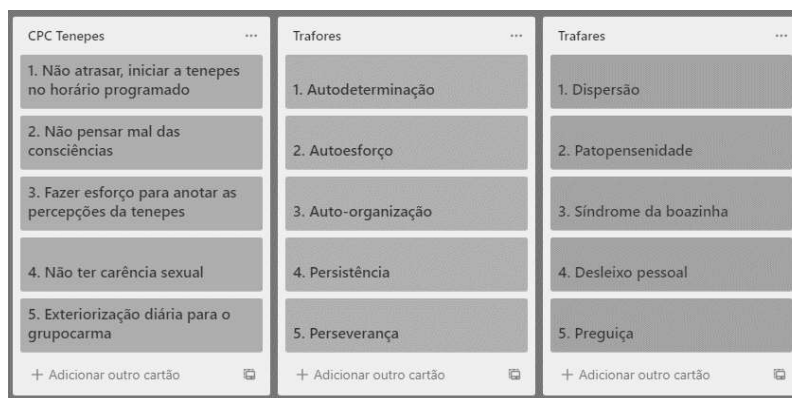 CPC Tenepes
1. Não atrasar, iniciar a tenepes
no horário programado
2. Não pensar mal das
consciências
3. Fazer esforço para anotar as
percepções da tenepes
4. Não ter carência sexual
5. Exteriorização diária para o
grupocarma
+ Adicionar outro cartão
Trafores
1. Autodeterminação
2. Autoesforço
3. Auto-organização
4. Persistência
5. Perseverança
+ Adicionar outro cartão
Trafares
1. Dispersão
2. Patopensenidade
3. Síndrome da boazinha
4. Desleixo pessoal
5. Preguiça
+ Adicionar outro cartão